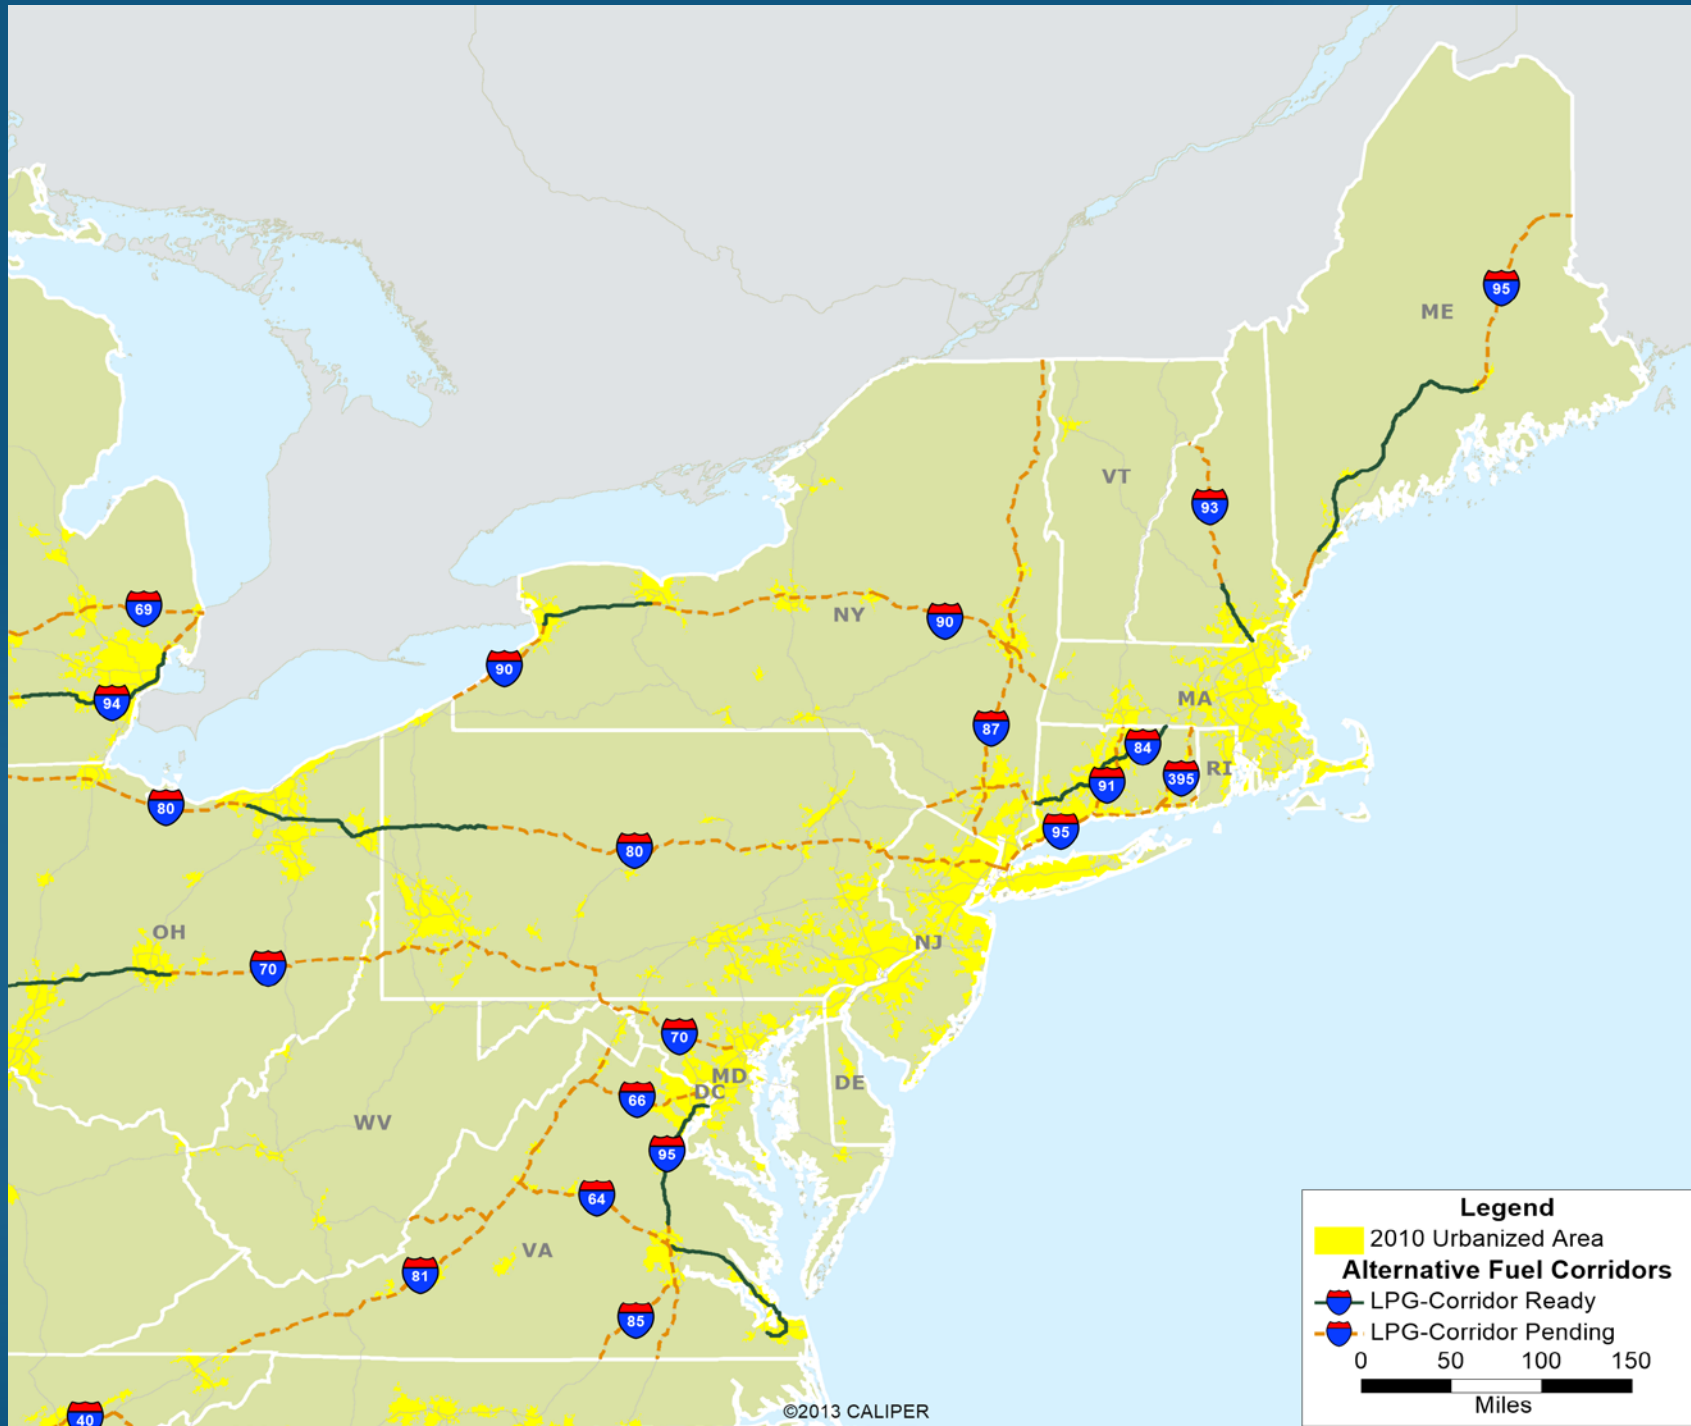 95
ME
VT
93
69
NY
90
90
94
MA
87
84
RI
395
91
80
95
80
OH
NJ
70
70
MD
DE
DC
66
WV
95
64
VA
81
85
40
©2013 CALIPER
Legend
2010 Urbanized Area
Alternative Fuel Corridors
LPG-Corridor Ready
LPG-Corridor Pending
0 50 100 150
Miles